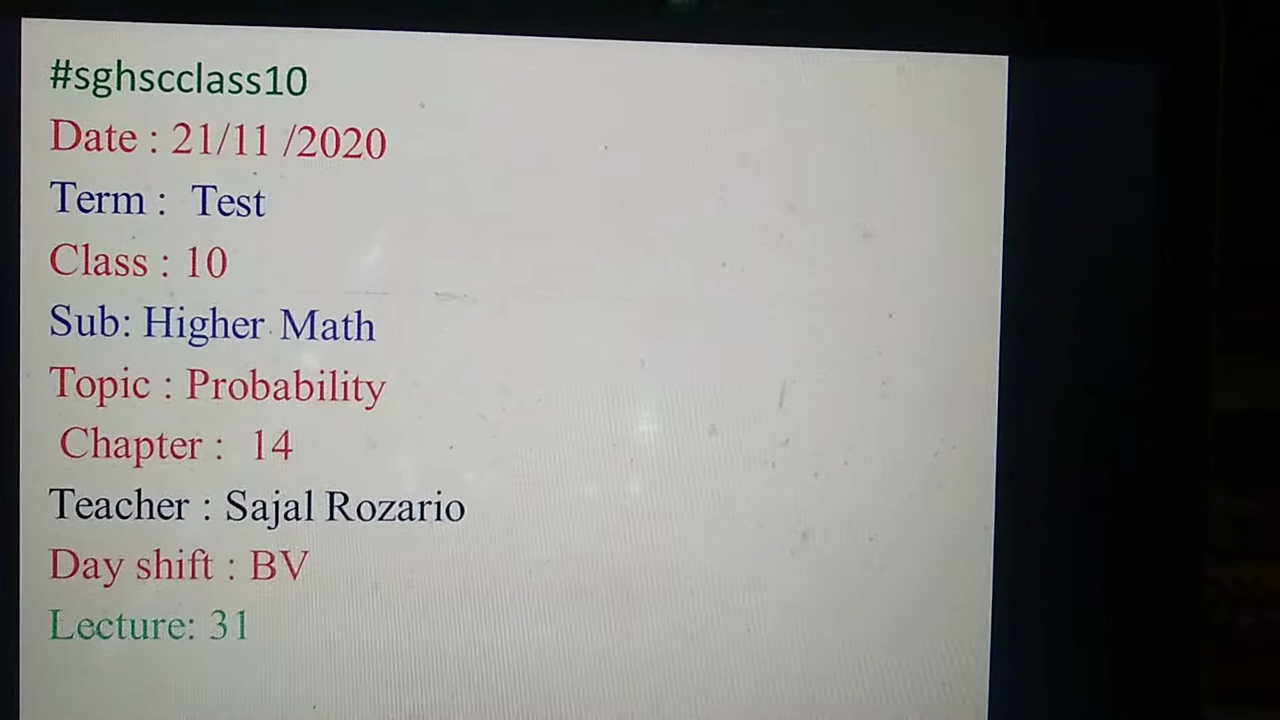 #sghscclass10
Date : 21/11 /2020
Term :  Test
Class : 10
Sub: Higher Math
Topic : Probability
Chapter :  14
Teacher : Sajal Rozario
Day shift : BV
Lecture: 31